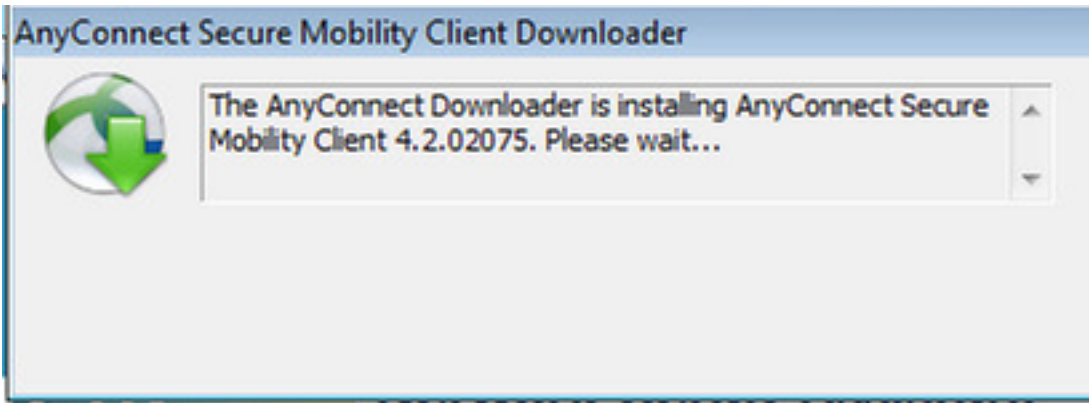 AnyConnect Secure Mobility Client Downloader
The AnyConnect Downloader is installing AnyConnect Secure
Mobility Client 4.2.02075. Please wait...